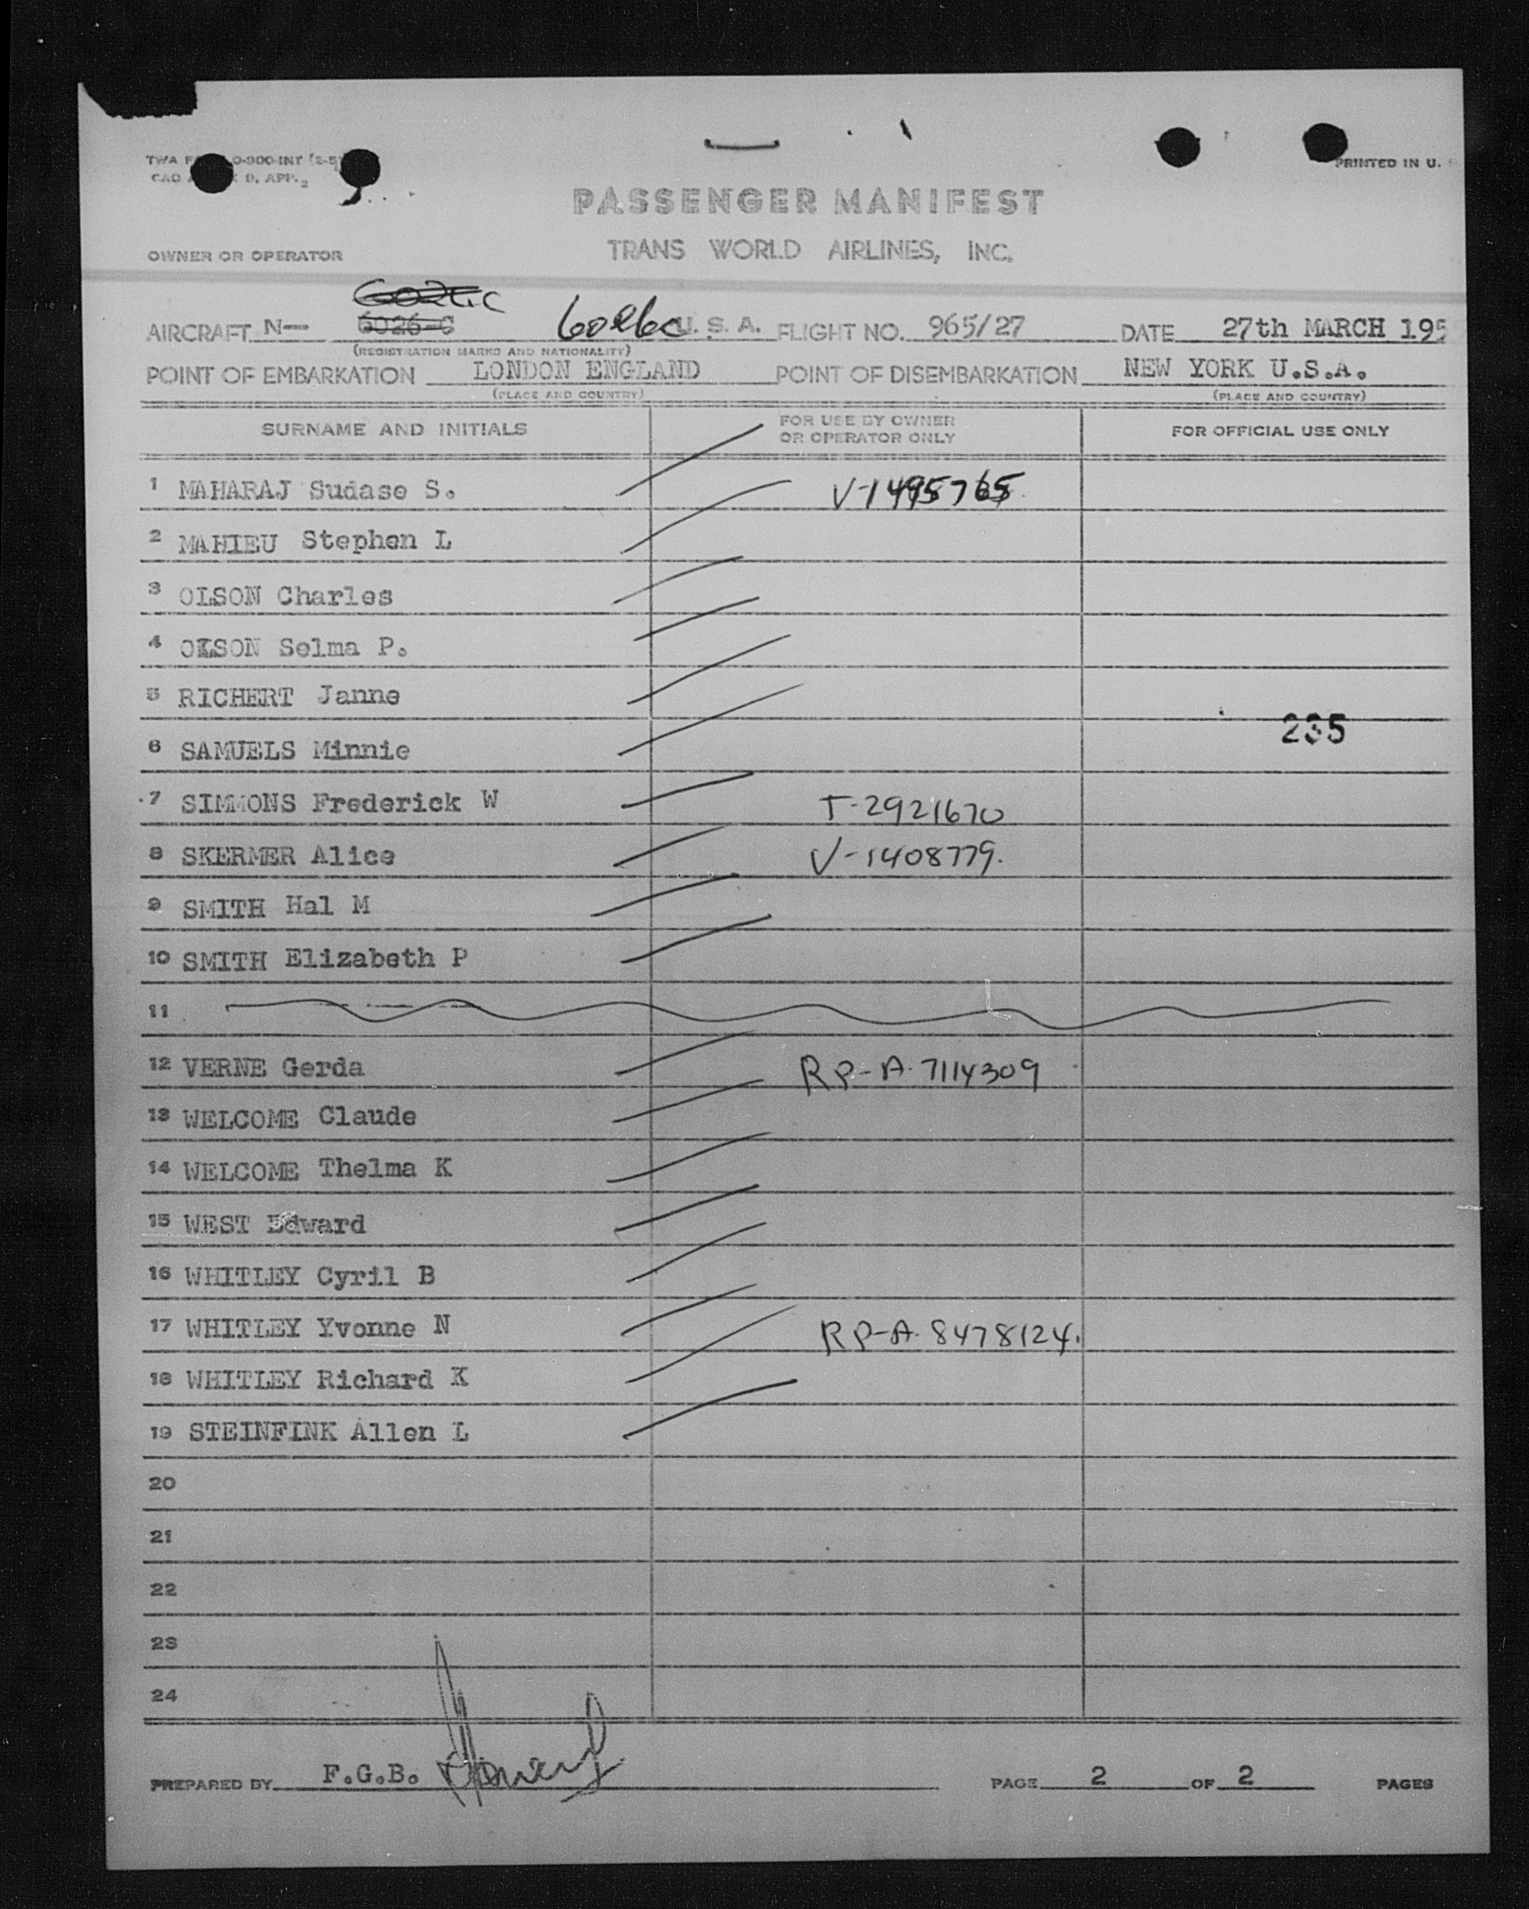 PRINTED IN U.
D. APP. 2
PASSENGER MANIFEST
TRANS WORLD AIRLINES, INC.
OWNER OR OPERATOR
AIRCRAFT N-- 6026-C U. S. A. FLIGHT NO. 965/27 DATE 27th MARCH 195
(REGISTRATION MARKS AND NATIONALITY)
POINT OF EMBARKATION LONDON ENGLAND POINT OF DISEMBARKATION NEW YORK U.S.A.
(PLACE AND COUNTRY) (PLACE AND COUNTRY)
SURNAME AND INITIALS FOR USE BY OWNER OR OPERATOR ONLY FOR OFFICIAL USE ONLY
1 MAHARAJ Sudase S. V-1495765
2 MAHIEU Stephen L
3 OLSON Charles
4 OLSON Selma P.
5 RICHERT Janne
235
6 SAMUELS Minnie
7 SIMMONS Frederick W T-2921670
8 SKERMER Alice V-1408779.
9 SMITH Hal M
10 SMITH Elizabeth P
11
12 VERNE Gerda RP-A-7114309
13 WELCOME Claude
14 WELCOME Thelma K
15 WEST Edward
16 WHITLEY Cyril B
17 WHITLEY Yvonne N RP-A-8478124.
18 WHITLEY Richard K
19 STEINFINK Allen L
20
21
22
23
24
PREPARED BY F.G.B. PAGE 2 OF 2 PAGES